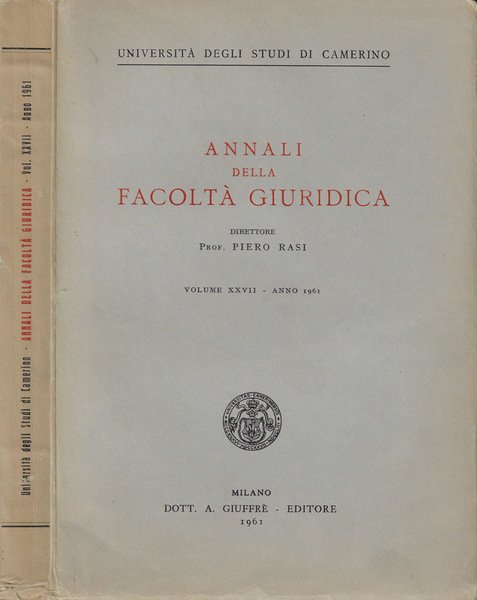 Università degli Studi di Camerino - ANNALI DELLA FACOLTÀ GIURIDICA - Vol. XXVII - Anno 1961
UNIVERSITÀ DEGLI STUDI DI CAMERINO
ANNALI
DELLA
FACOLTÀ GIURIDICA
DIRETTORE
PROF. PIERO RASI
VOLUME XXVII - ANNO 1961
MILANO
DOTT. A. GIUFFRÈ - EDITORE
1961